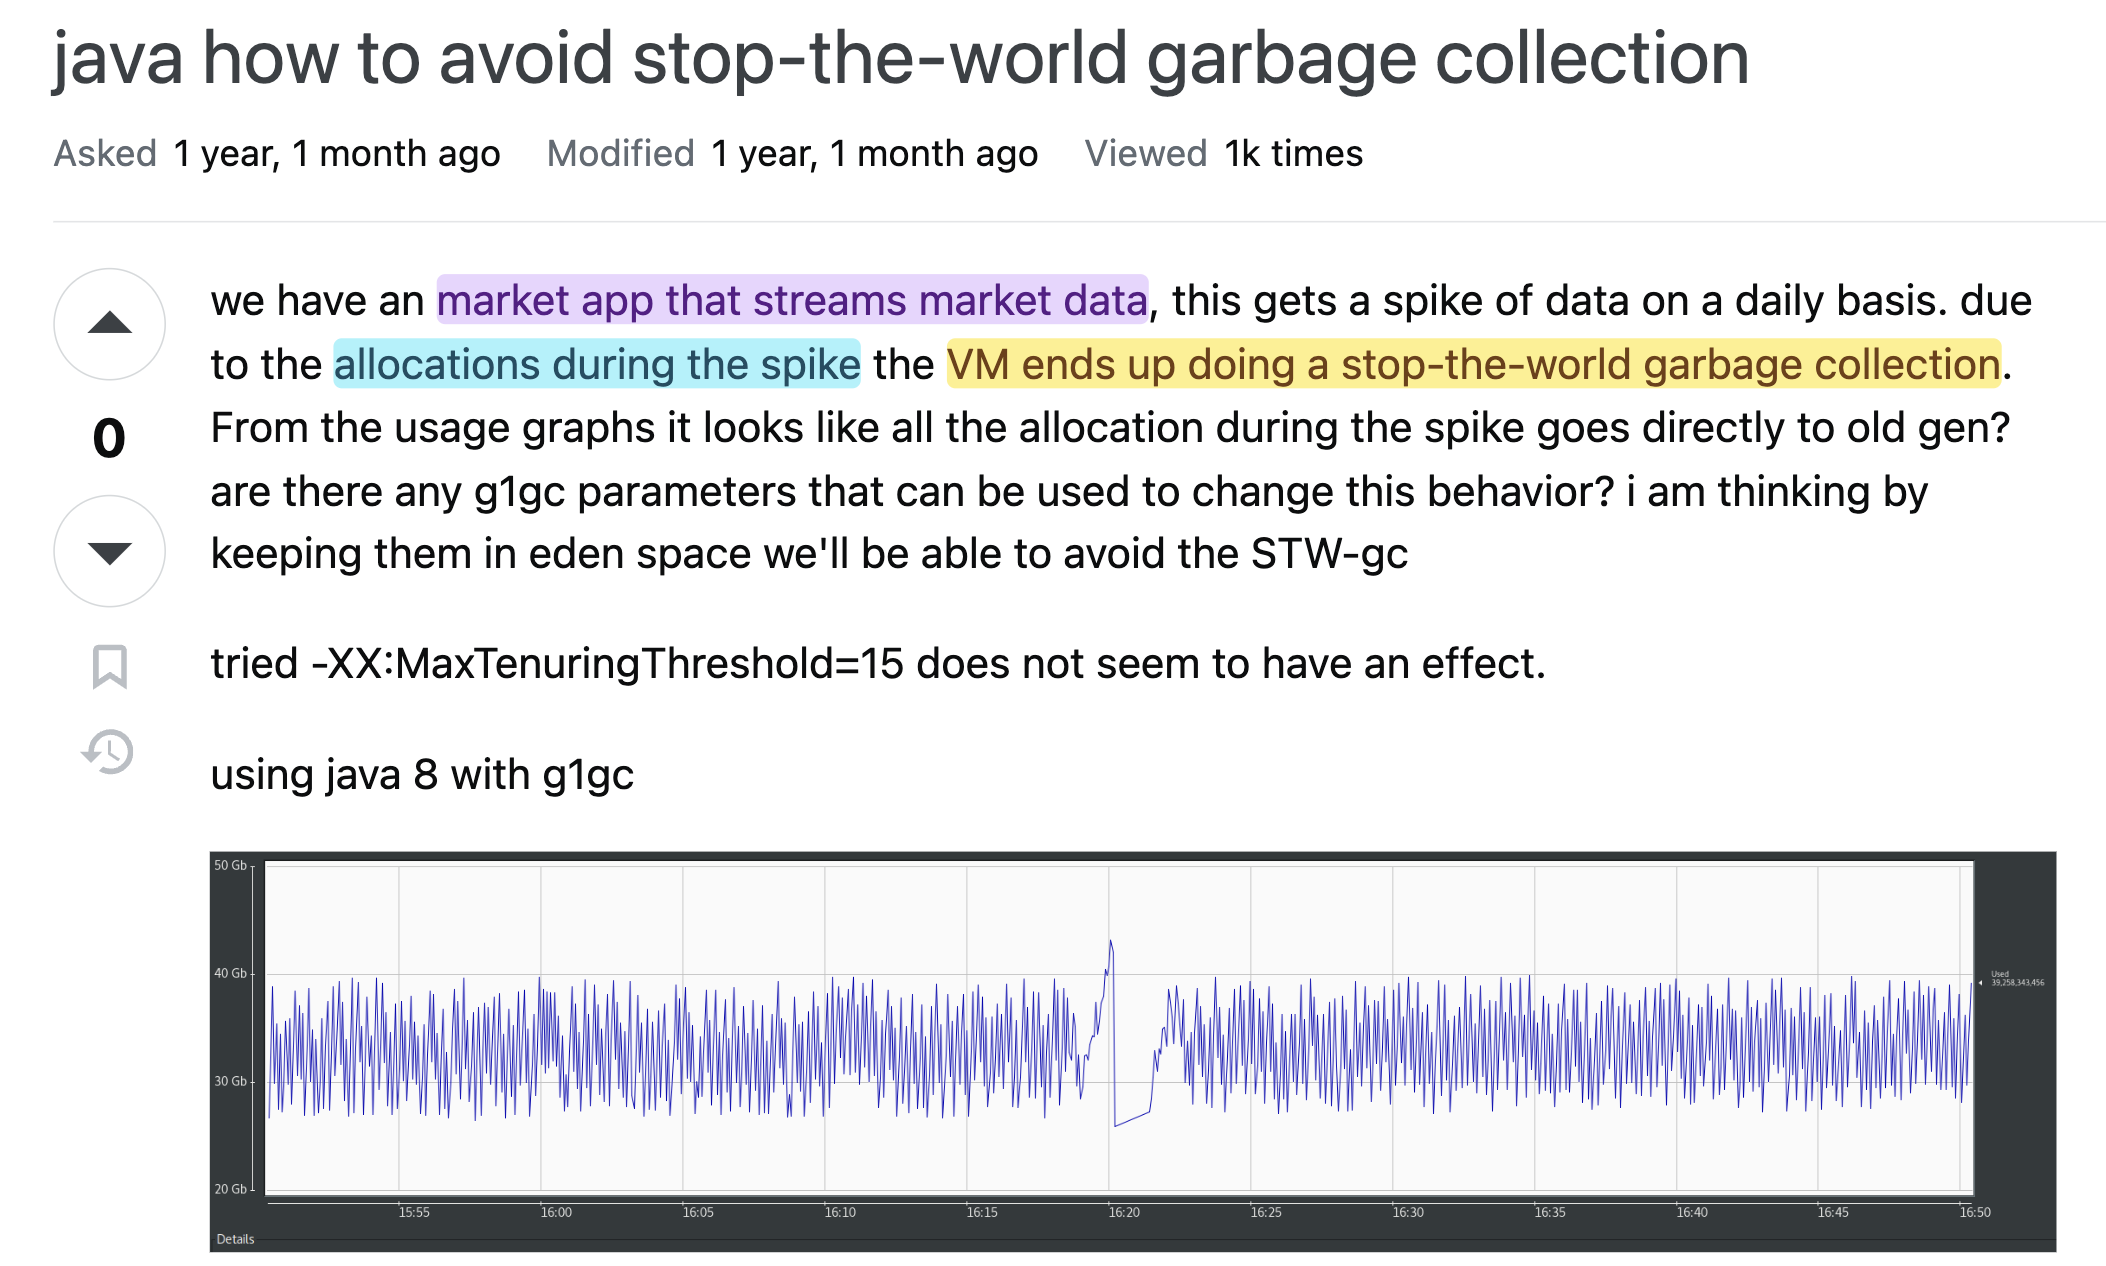 java how to avoid stop-the-world garbage collection
Asked 1 year, 1 month ago Modified 1 year, 1 month ago Viewed 1k times
we have an market app that streams market data, this gets a spike of data on a daily basis. due
to the allocations during the spike the VM ends up doing a stop-the-world garbage collection.
0
From the usage graphs it looks like all the allocation during the spike goes directly to old gen?
are there any g1gc parameters that can be used to change this behavior? i am thinking by
keeping them in eden space we'll be able to avoid the STW-gc
tried -XX:MaxTenuringThreshold=15 does not seem to have an effect.
using java 8 with g1gc
50 Gb
40 Gb
Used
39,258,343,456
30 Gb
20 Gb
15:55 16:00 16:05 16:10 16:15 16:20 16:25 16:30 16:35 16:40 16:45 16:50
Details